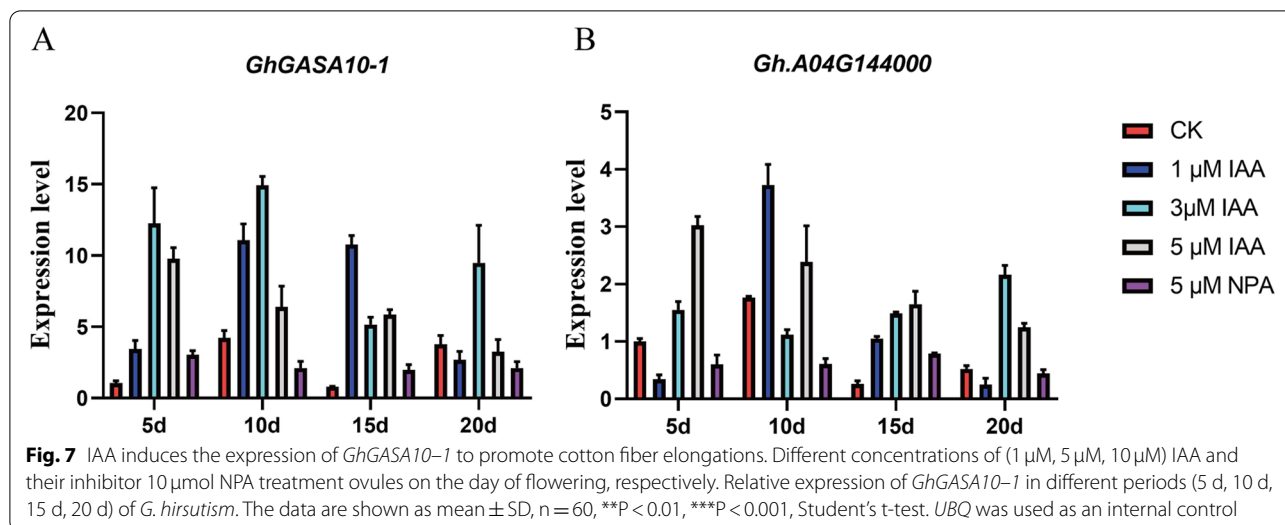 A
GhGASA10-1
Expression level
20
15
10
5
0
5d
10d
15d
20d
B
Gh.A04G144000
Expression level
5
4
3
2
1
0
5d
10d
15d
20d
CK
1 µM IAA
3µM IAA
5 µM IAA
5 µM NPA
Fig. 7 IAA induces the expression of GhGASA10–1 to promote cotton fiber elongations. Different concentrations of (1 µM, 5 µM, 10 µM) IAA and
their inhibitor 10 µmol NPA treatment ovules on the day of flowering, respectively. Relative expression of GhGASA10–1 in different periods (5 d, 10 d,
15 d, 20 d) of G. hirsutism. The data are shown as mean ± SD, n = 60, **P < 0.01, ***P < 0.001, Student's t-test. UBQ was used as an internal control